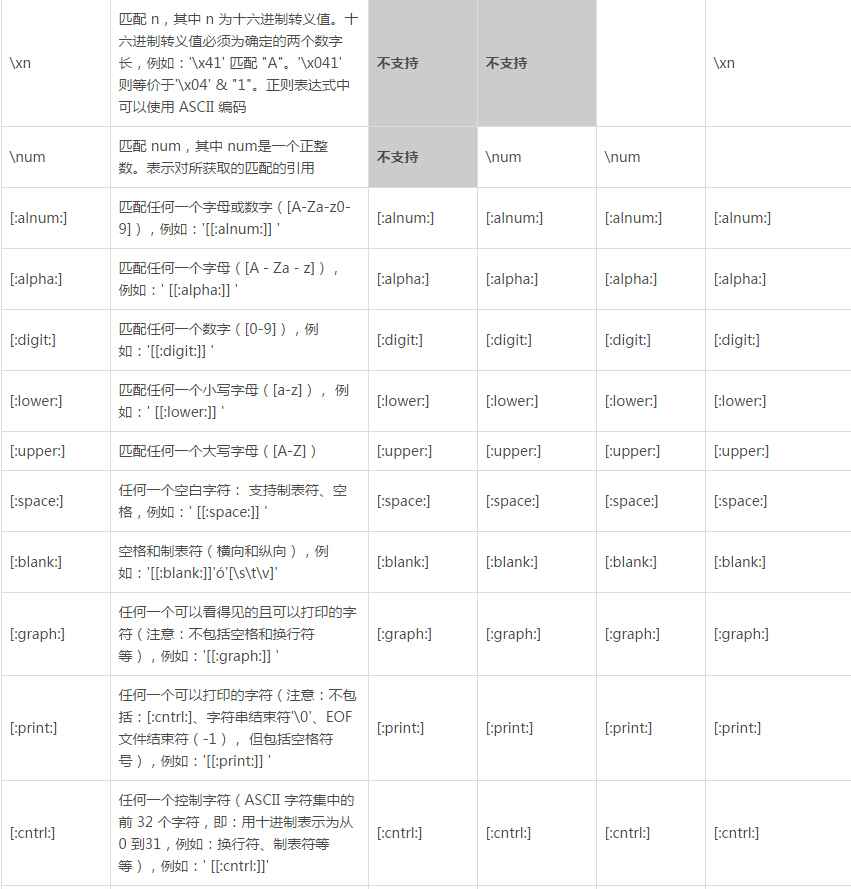 匹配 n，其中 n 为十六进制转义值。十
六进制转义值必须为确定的两个数字
\xn 长，例如：'\x41' 匹配 "A"。'\x041' 不支持 不支持 \xn
则等价于'\x04' & "1"。正则表达式中
可以使用 ASCII 编码
匹配 num，其中 num是一个正整
\num 不支持 \num \num
数。表示对所获取的匹配的引用
匹配任何一个字母或数字（[A-Za-z0-
[:alnum:] [:alnum:] [:alnum:] [:alnum:] [:alnum:]
9]），例如：'[[:alnum:]] '
匹配任何一个字母（[A - Za - z]），
[:alpha:] [:alpha:] [:alpha:] [:alpha:] [:alpha:]
例如：' [[:alpha:]] '
匹配任何一个数字（[0-9]），例
[:digit:] [:digit:] [:digit:] [:digit:] [:digit:]
如：'[[:digit:]] '
匹配任何一个小写字母（[a-z]）， 例
[:lower:] [:lower:] [:lower:] [:lower:] [:lower:]
如：' [[:lower:]] '
[:upper:] 匹配任何一个大写字母（[A-Z]） [:upper:] [:upper:] [:upper:] [:upper:]
任何一个空白字符： 支持制表符、空
[:space:] [:space:] [:space:] [:space:] [:space:]
格，例如：' [[:space:]] '
空格和制表符（横向和纵向），例
[:blank:] [:blank:] [:blank:] [:blank:] [:blank:]
如：'[[:blank:]]'ó'[\s\t\v]'
任何一个可以看得见的且可以打印的字
[:graph:] 符（注意：不包括空格和换行符 [:graph:] [:graph:] [:graph:] [:graph:]
等），例如：'[[:graph:]] '
任何一个可以打印的字符（注意：不包
括：[:cntrl:]、字符串结束符'\0'、EOF
[:print:] [:print:] [:print:] [:print:] [:print:]
文件结束符（-1）， 但包括空格符
号），例如：'[[:print:]] '
任何一个控制字符（ASCII 字符集中的
前 32 个字符，即：用十进制表示为从
[:cntrl:] [:cntrl:] [:cntrl:] [:cntrl:] [:cntrl:]
0 到31，例如：换行符、制表符等
等），例如：' [[:cntrl:]]'